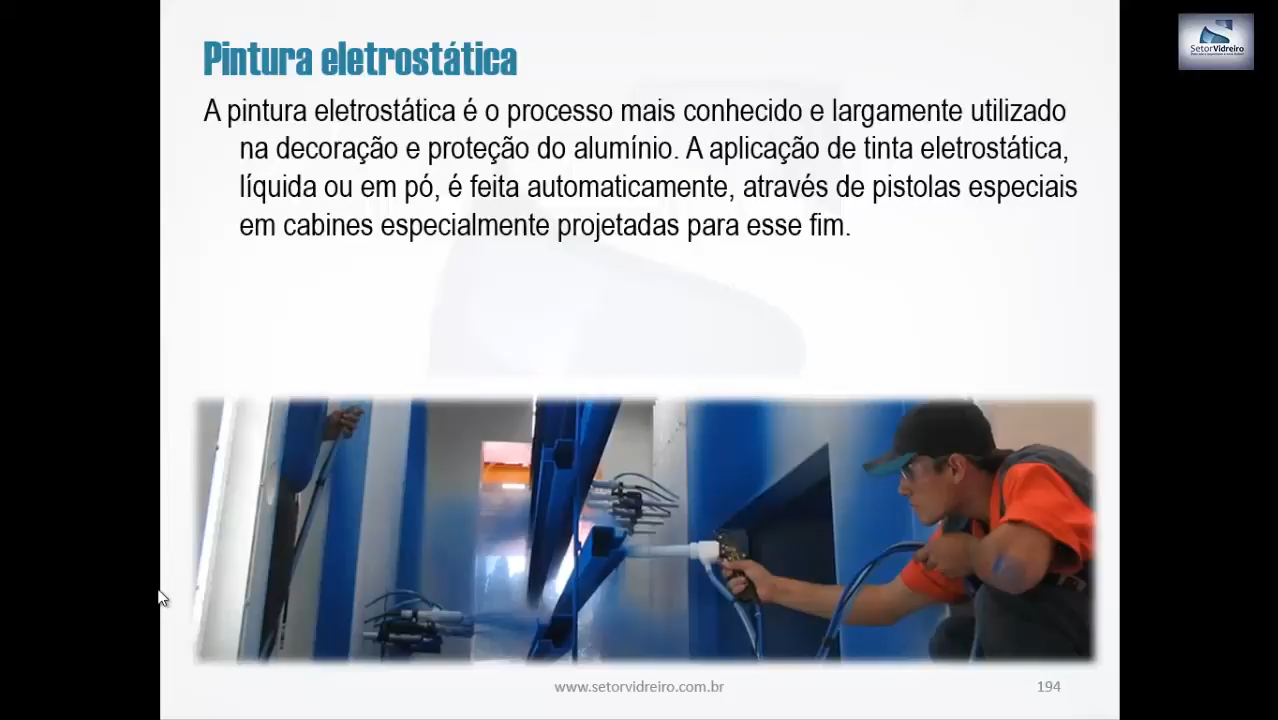 Pintura eletrostática
SetorVidreiro
A pintura eletrostática é o processo mais conhecido e largamente utilizado
na decoração e proteção do alumínio. A aplicação de tinta eletrostática,
líquida ou em pó, é feita automaticamente, através de pistolas especiais
em cabines especialmente projetadas para esse fim.
www.setorvidreiro.com.br
194